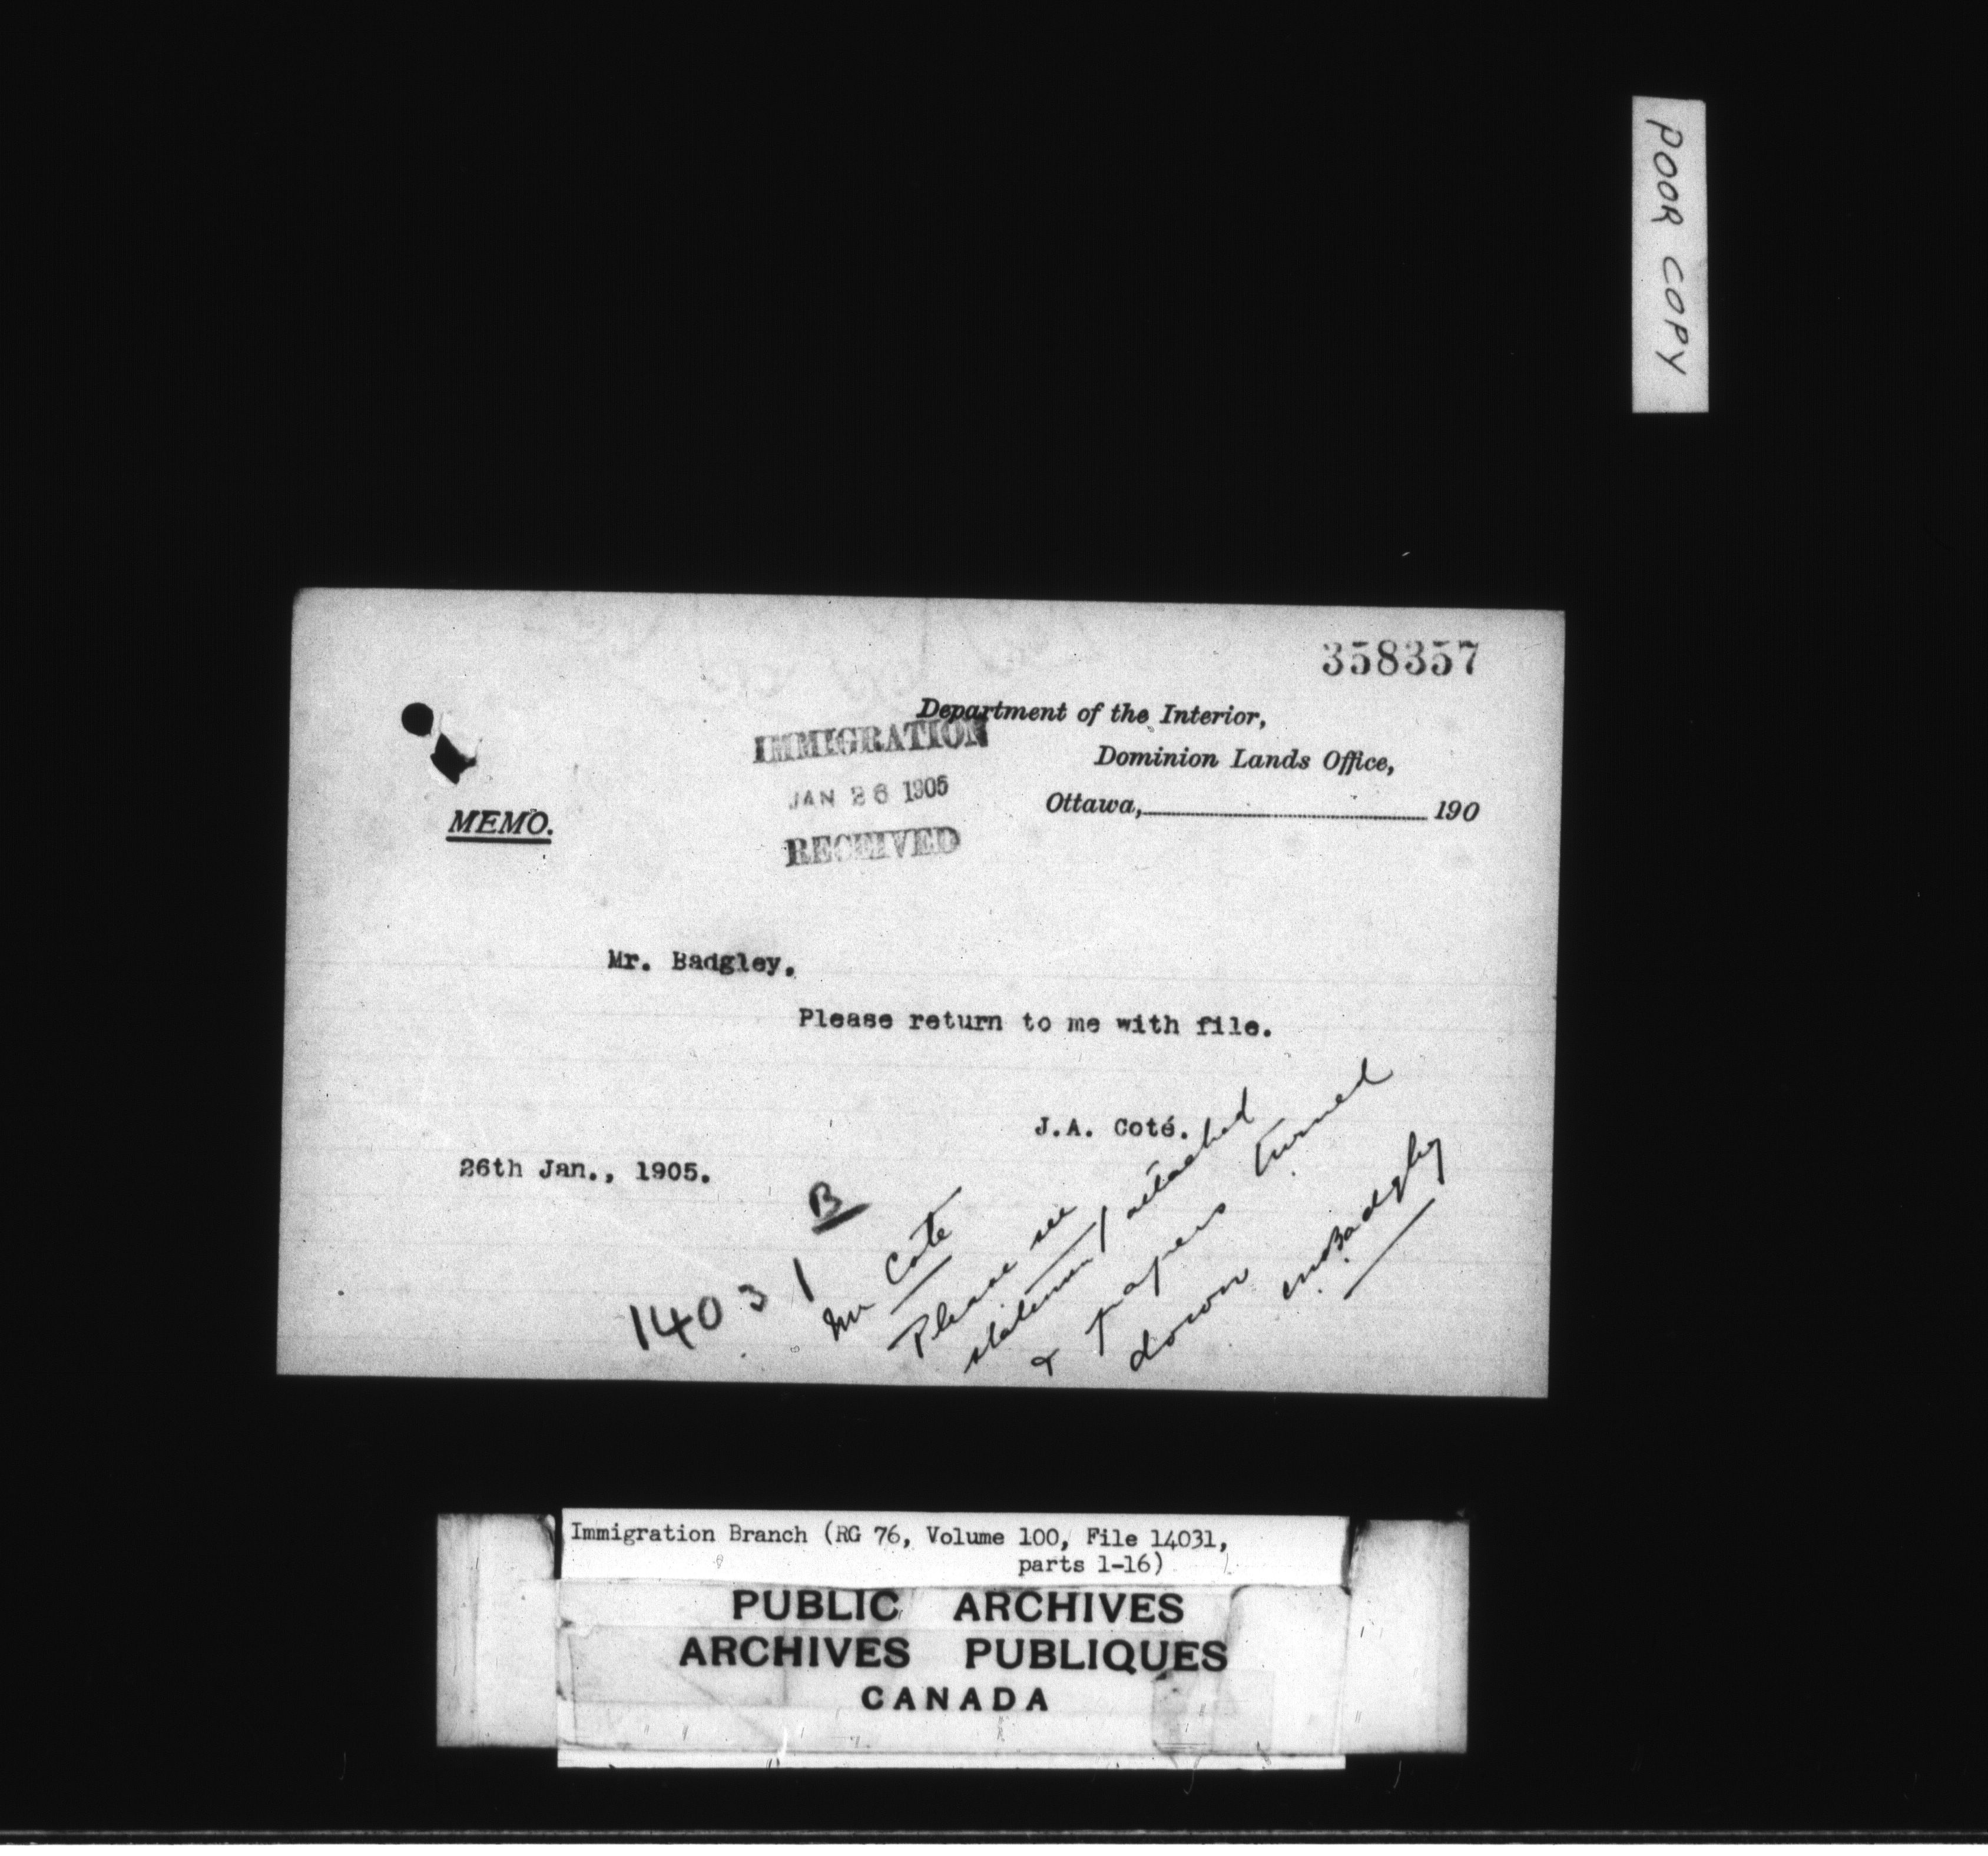 POOR COPY
358357
Department of the Interior,
IMMIGRATION
Dominion Lands Office,
JAN 26 1905
Ottawa, 190
MEMO.
RECEIVED
Mr. Badgley.
Please return to me with file.
J.A. Coté.
26th Jan., 1905.
B
14031
Mr Cote
Please see
statement attached
& papers turned
down
Badgley
Immigration Branch (RG 76, Volume 100, File 14031,
parts 1-16)
PUBLIC ARCHIVES
ARCHIVES PUBLIQUES
CANADA